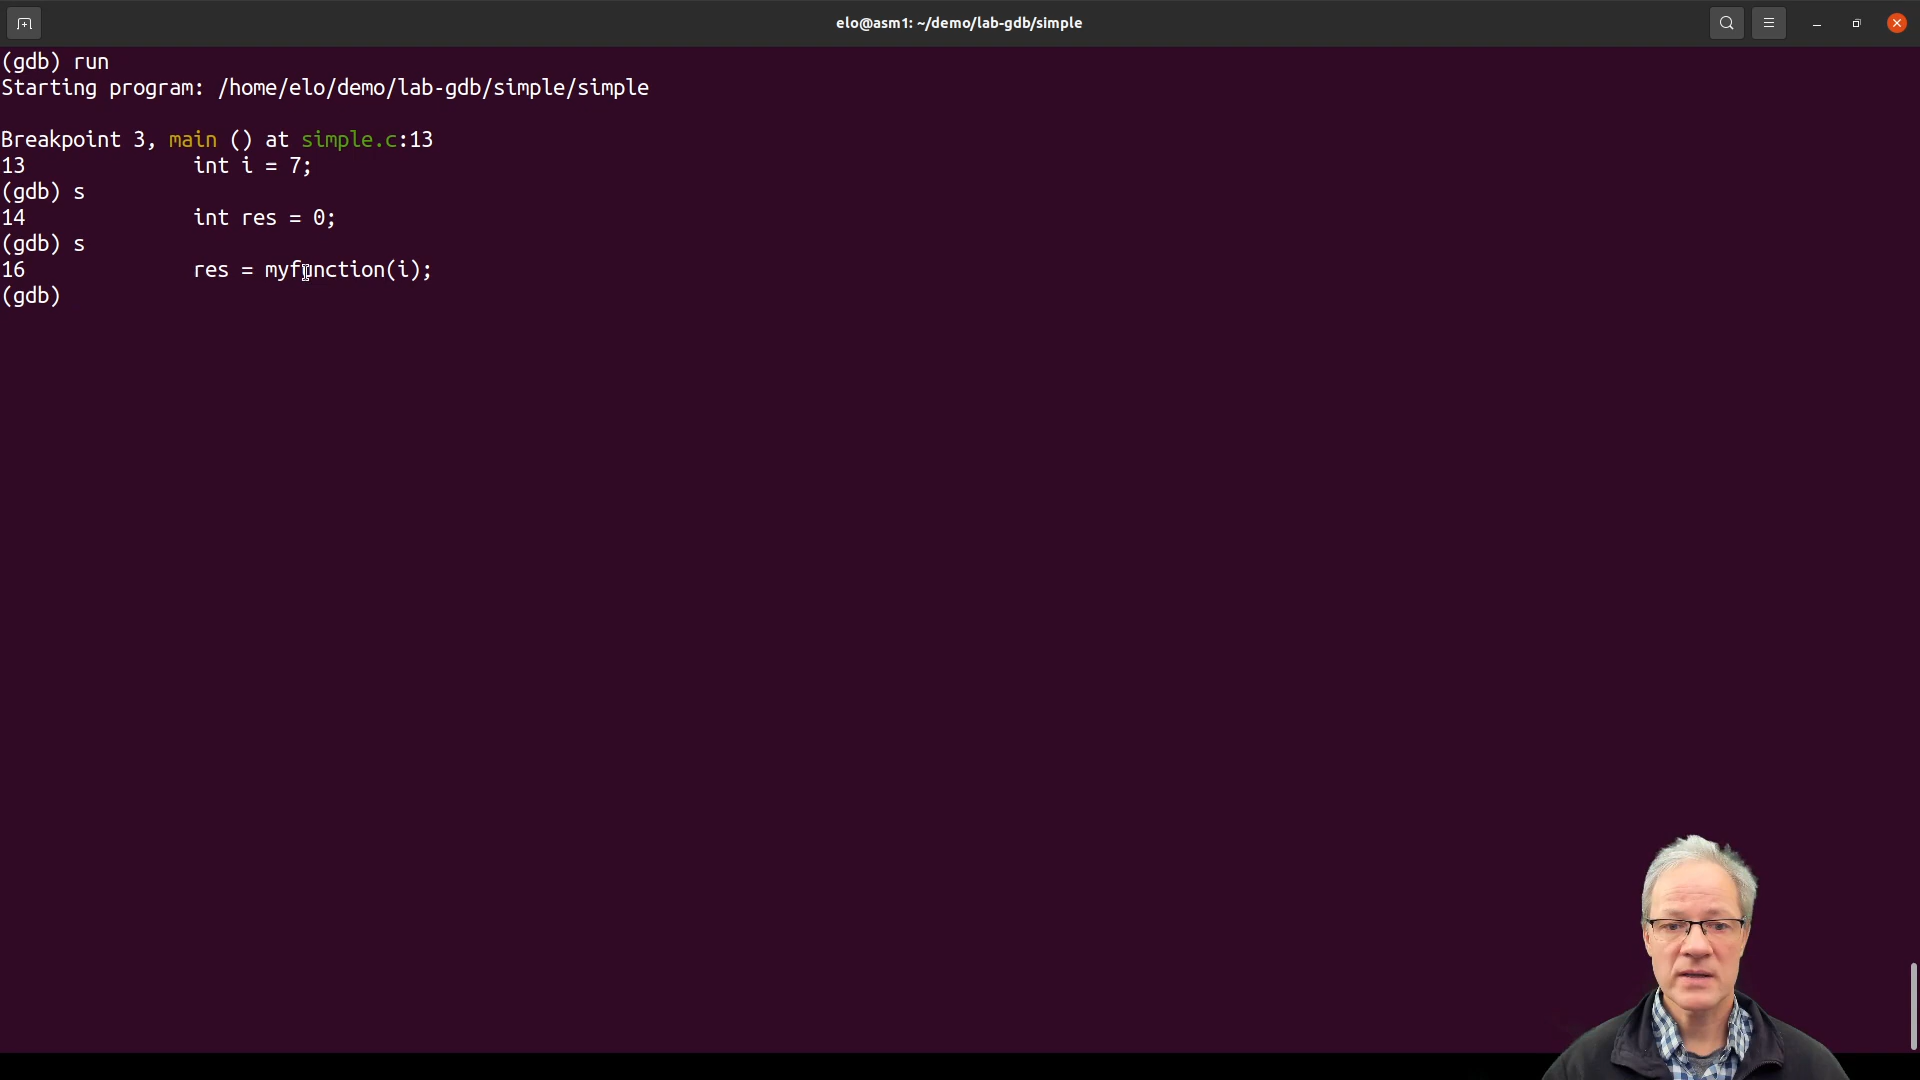 elo@asm1: ~/demo/lab-gdb/simple
(gdb) run
Starting program: /home/elo/demo/lab-gdb/simple/simple
Breakpoint 3, main () at simple.c:13
13 int i = 7;
(gdb) s
14 int res = 0;
(gdb) s
16 res = myfunction(i);
(gdb)